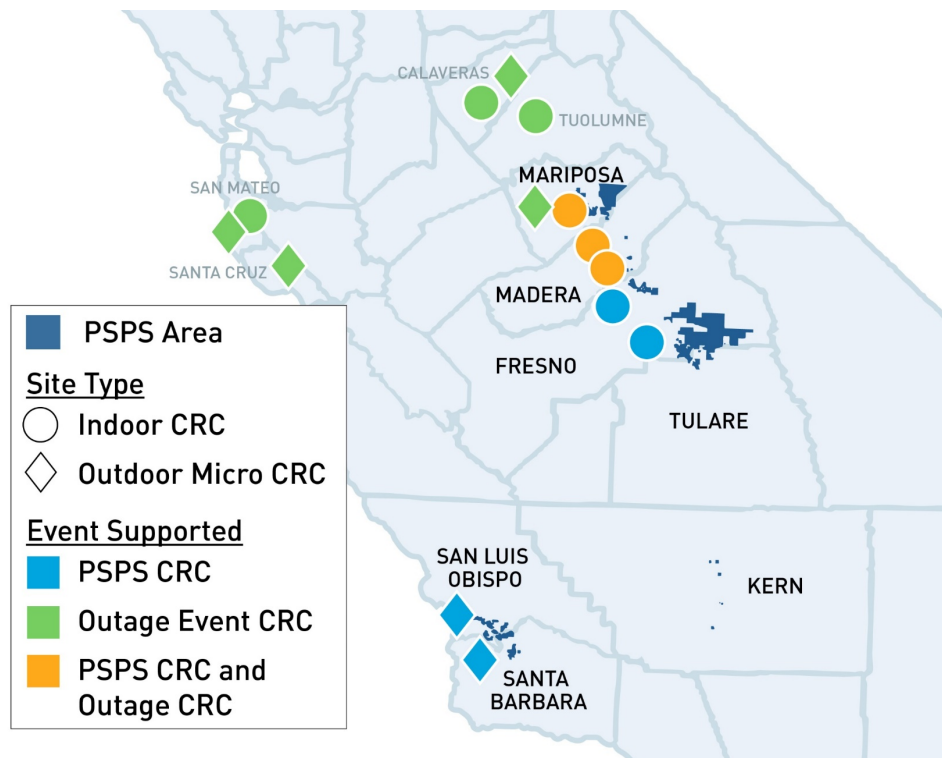 CALAVERAS
TUOLUMNE
MARIPOSA
SAN MATEO
SANTA CRUZ
MADERA
FRESNO
TULARE
PSPS Area
Site Type
Indoor CRC
Outdoor Micro CRC
Event Supported
PSPS CRC
Outage Event CRC
PSPS CRC and
Outage CRC
SAN LUIS
OBISPO
KERN
SANTA
BARBARA